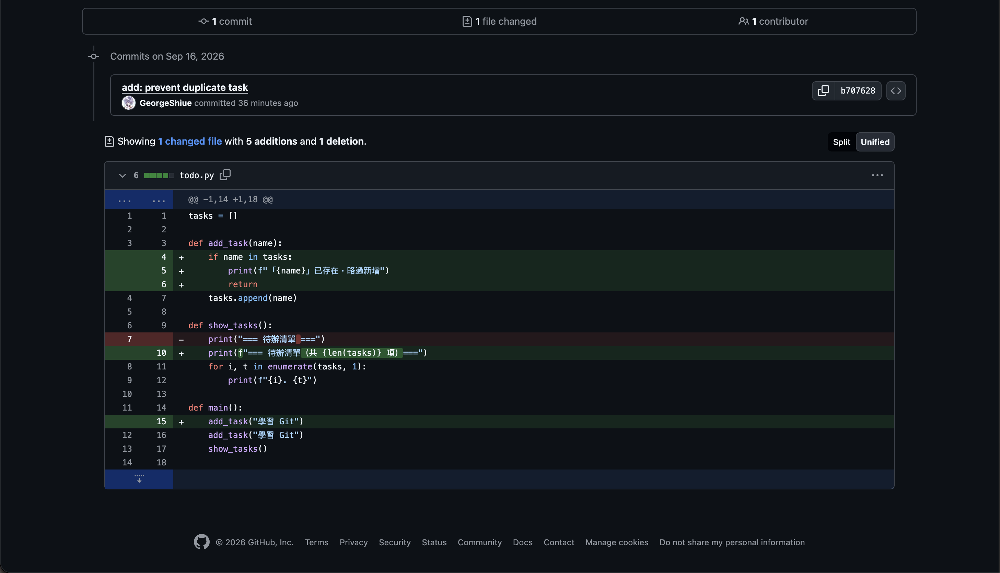 1 commit
1 file changed
1 contributor
Commits on Sep 16, 2026
add: prevent duplicate task
GeorgeShiue committed 36 minutes ago
b707628
Showing 1 changed file with 5 additions and 1 deletion.
Split Unified
6 todo.py
... ... @@ -1,14 +1,18 @@
1 1 tasks = []
2 2
3 3 def add_task(name):
4 + if name in tasks:
5 + print(f"「{name}」已存在，略過新增")
6 + return
4 7 tasks.append(name)
5 8
6 9 def show_tasks():
7 - print("=== 待辦清單 ===")
10 + print(f"=== 待辦清單（共 {len(tasks)} 項）===")
8 11 for i, t in enumerate(tasks, 1):
9 12 print(f"{i}. {t}")
10 13
11 14 def main():
15 + add_task("學習 Git")
12 16 add_task("學習 Git")
13 17 show_tasks()
14 18
© 2026 GitHub, Inc. Terms Privacy Security Status Community Docs Contact Manage cookies Do not share my personal information